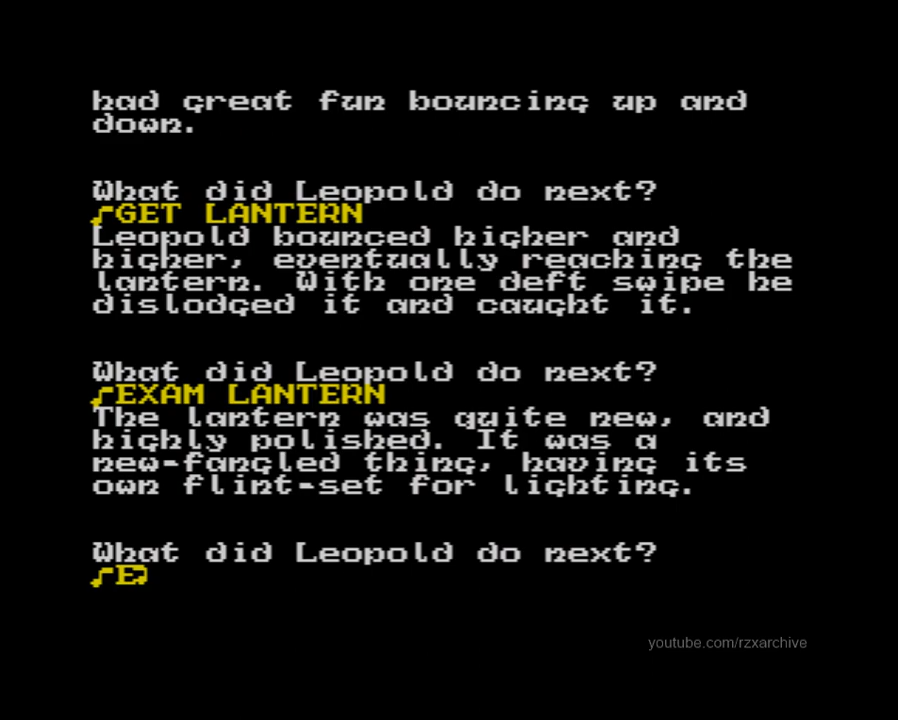 had great fun bouncing up and
down.
What did Leopold do next?
GET LANTERN
Leopold bounced higher and
higher, eventually reaching the
lantern. With one deft swipe he
dislodged it and caught it.
What did Leopold do next?
EXAM LANTERN
The lantern was quite new, and
highly polished. It was a
new-fangled thing, having its
own flint-set for lighting.
What did Leopold do next?
E
youtube.com/rzxarchive